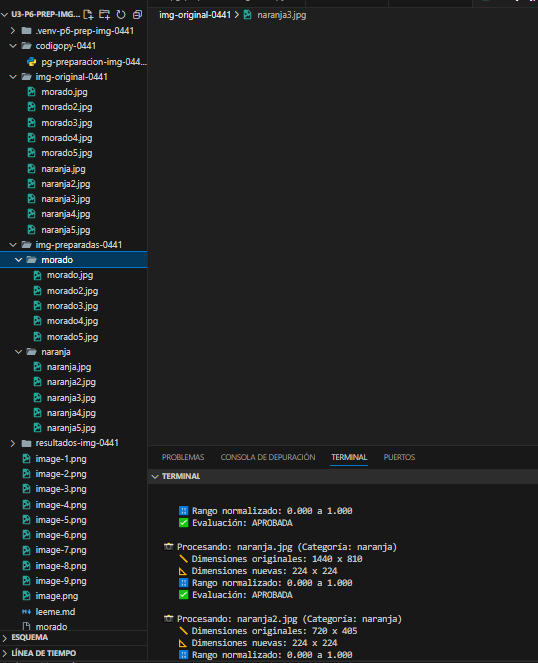 U3-P6-PREP-IMG...
.venv-p6-prep-img-0441
codigopy-0441
pg-preparacion-img-044...
img-original-0441
morado.jpg
morado2.jpg
morado3.jpg
morado4.jpg
morado5.jpg
naranja.jpg
naranja2.jpg
naranja3.jpg
naranja4.jpg
naranja5.jpg
img-preparadas-0441
morado
morado.jpg
morado2.jpg
morado3.jpg
morado4.jpg
morado5.jpg
naranja
naranja.jpg
naranja2.jpg
naranja3.jpg
naranja4.jpg
naranja5.jpg
resultados-img-0441
image-1.png
image-2.png
image-3.png
image-4.png
image-5.png
image-6.png
image-7.png
image-8.png
image-9.png
image.png
leeme.md
morado
ESQUEMA
LÍNEA DE TIEMPO
img-original-0441 > naranja3.jpg
PROBLEMAS CONSOLA DE DEPURACIÓN TERMINAL PUERTOS
TERMINAL
Rango normalizado: 0.000 a 1.000
Evaluación: APROBADA
Procesando: naranja.jpg (Categoría: naranja)
Dimensiones originales: 1440 x 810
Dimensiones nuevas: 224 x 224
Rango normalizado: 0.000 a 1.000
Evaluación: APROBADA
Procesando: naranja2.jpg (Categoría: naranja)
Dimensiones originales: 720 x 405
Dimensiones nuevas: 224 x 224
Rango normalizado: 0.000 a 1.000